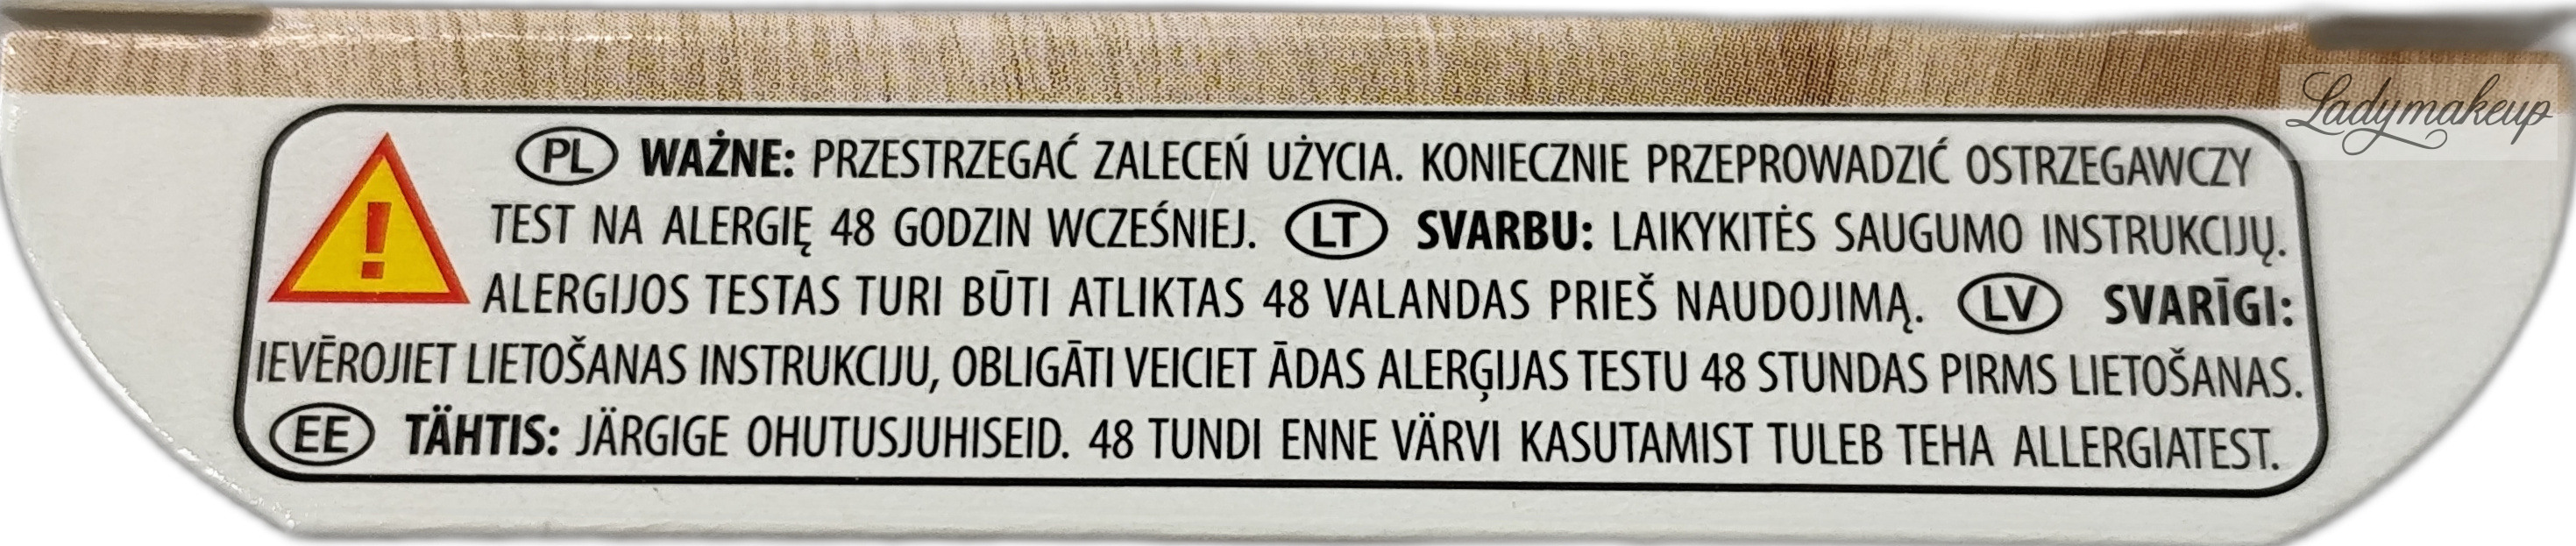 Ladymakeup
PL WAŻNE: PRZESTRZEGAĆ ZALECEŃ UŻYCIA. KONIECZNIE PRZEPROWADZIĆ OSTRZEGAWCZY
TEST NA ALERGIĘ 48 GODZIN WCZEŚNIEJ. LT SVARBU: LAIKYKITĖS SAUGUMO INSTRUKCIJŲ.
ALERGIJOS TESTAS TURI BŪTI ATLIKTAS 48 VALANDAS PRIEŠ NAUDOJIMĄ. LV SVARĪGI:
IEVĒROJIET LIETOŠANAS INSTRUKCIJU, OBLIGĀTI VEICIET ĀDAS ALERĢIJAS TESTU 48 STUNDAS PIRMS LIETOŠANAS.
EE TÄHTIS: JÄRGIGE OHUTUSJUHISEID. 48 TUNDI ENNE VÄRVI KASUTAMIST TULEB TEHA ALLERGIATEST.